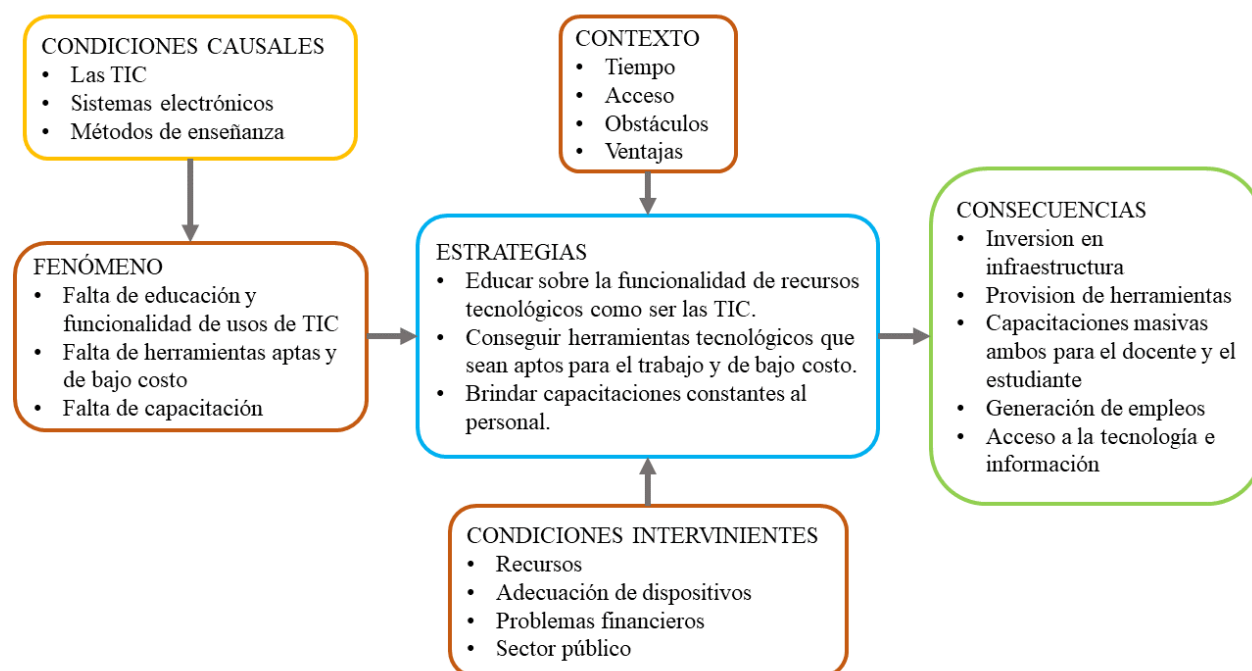 CONDICIONES CAUSALES
• Las TIC
• Sistemas electrónicos
• Métodos de enseñanza
CONTEXTO
• Tiempo
• Acceso
• Obstáculos
• Ventajas
FENÓMENO
• Falta de educación y
funcionalidad de usos de TIC
• Falta de herramientas aptas y
de bajo costo
• Falta de capacitación
ESTRATEGIAS
• Educar sobre la funcionalidad de recursos
tecnológicos como ser las TIC.
• Conseguir herramientas tecnológicos que
sean aptos para el trabajo y de bajo costo.
• Brindar capacitaciones constantes al
personal.
CONSECUENCIAS
• Inversion en
infraestructura
• Provision de herramientas
• Capacitaciones masivas
ambos para el docente y el
estudiante
• Generación de empleos
• Acceso a la tecnología e
información
CONDICIONES INTERVINIENTES
• Recursos
• Adecuación de dispositivos
• Problemas financieros
• Sector público